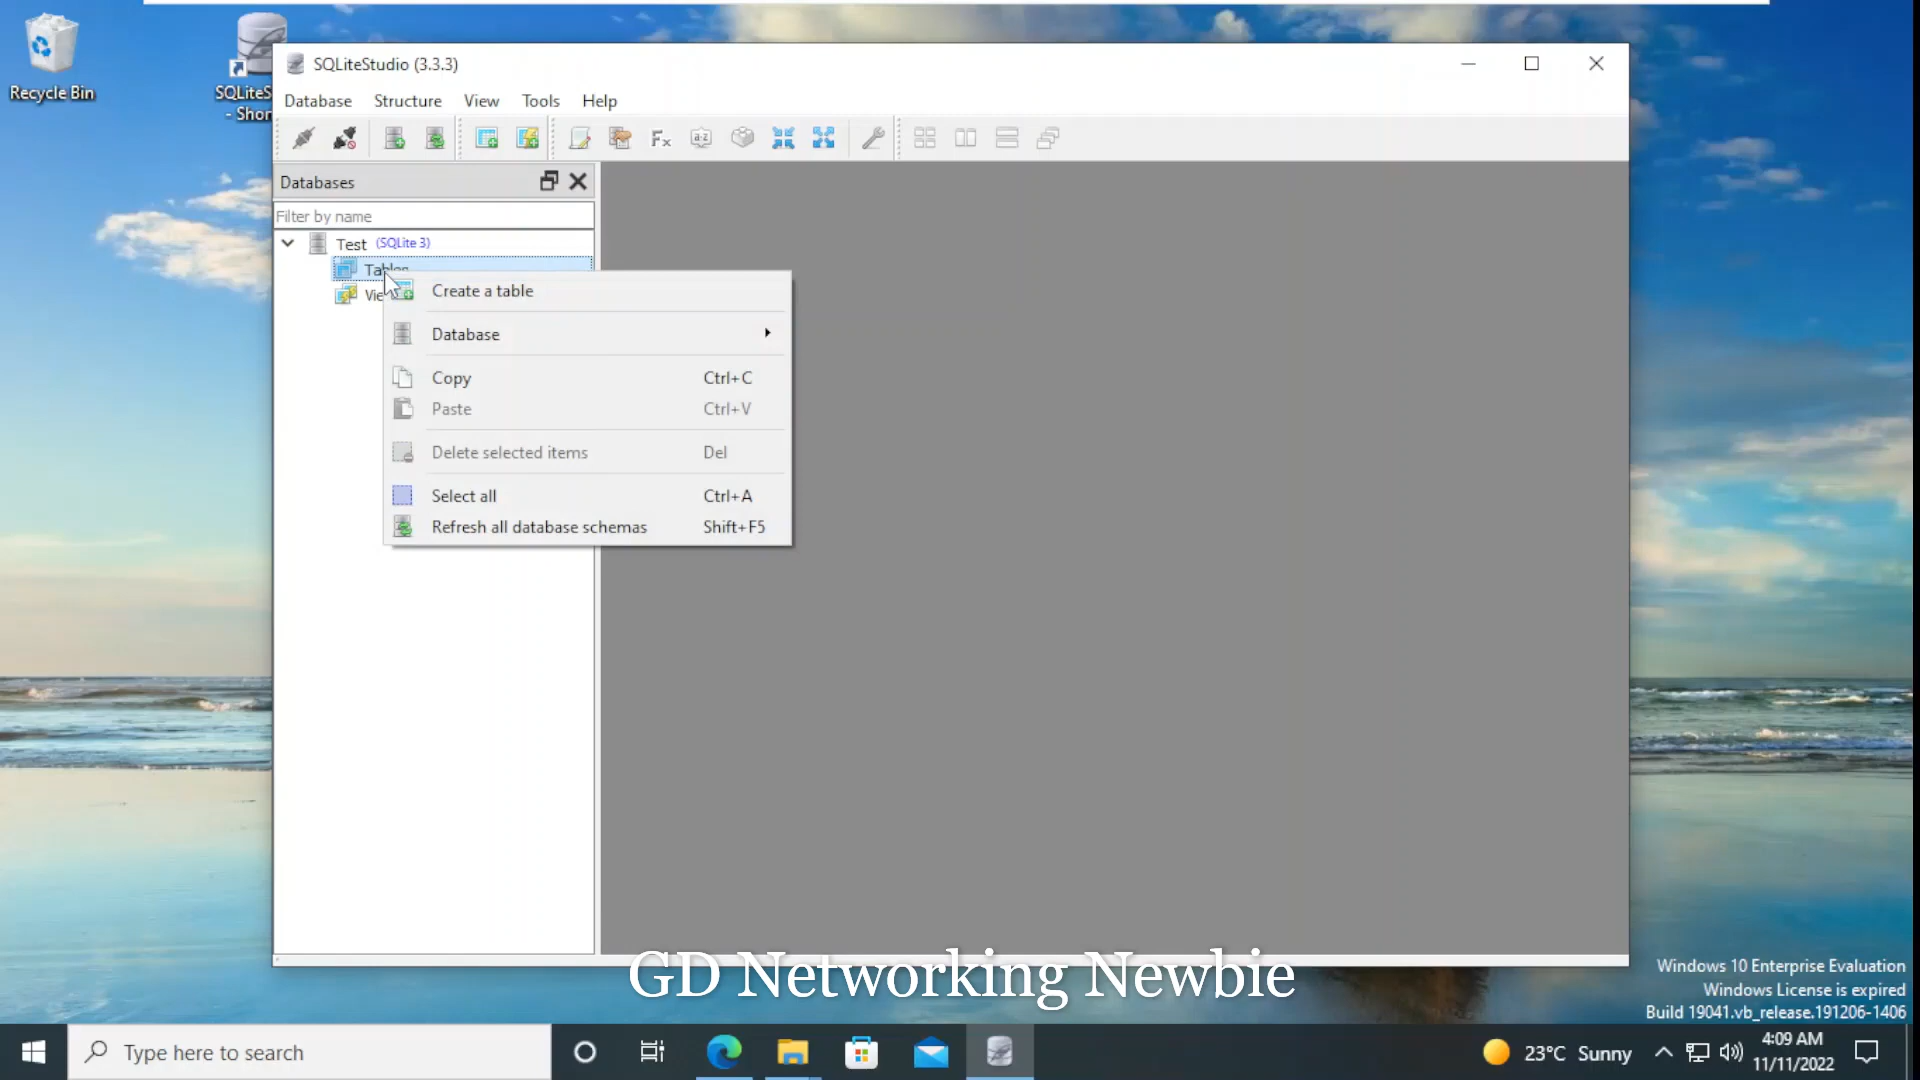 Recycle Bin
SQLiteS
- Shor
SQLiteStudio (3.3.3)
Database Structure View Tools Help
Databases
Filter by name
Test (SQLite 3)
Tables
Vie
Create a table
Database
Copy Ctrl+C
Paste Ctrl+V
Delete selected items Del
Select all Ctrl+A
Refresh all database schemas Shift+F5
GD Networking Newbie
Windows 10 Enterprise Evaluation
Windows License is expired
Build 19041.vb_release.191206-1406
Type here to search
23°C Sunny
4:09 AM
11/11/2022